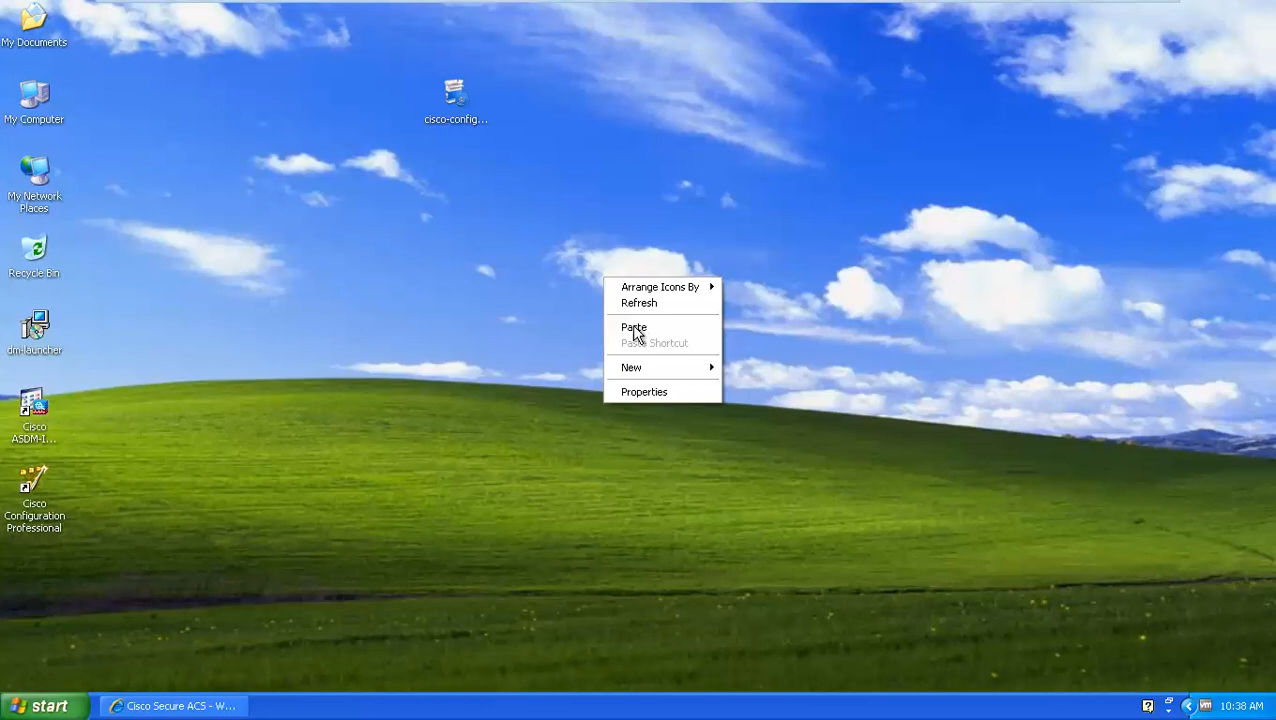 My Documents
My Computer
My Network
Places
Recycle Bin
dm-launcher
Cisco
ASDM-I...
Cisco
Configuration
Professional
cisco-config...
Arrange Icons By
Refresh
Paste
Paste Shortcut
New
Properties
start
Cisco Secure ACS - W...
?
vm
10:38 AM